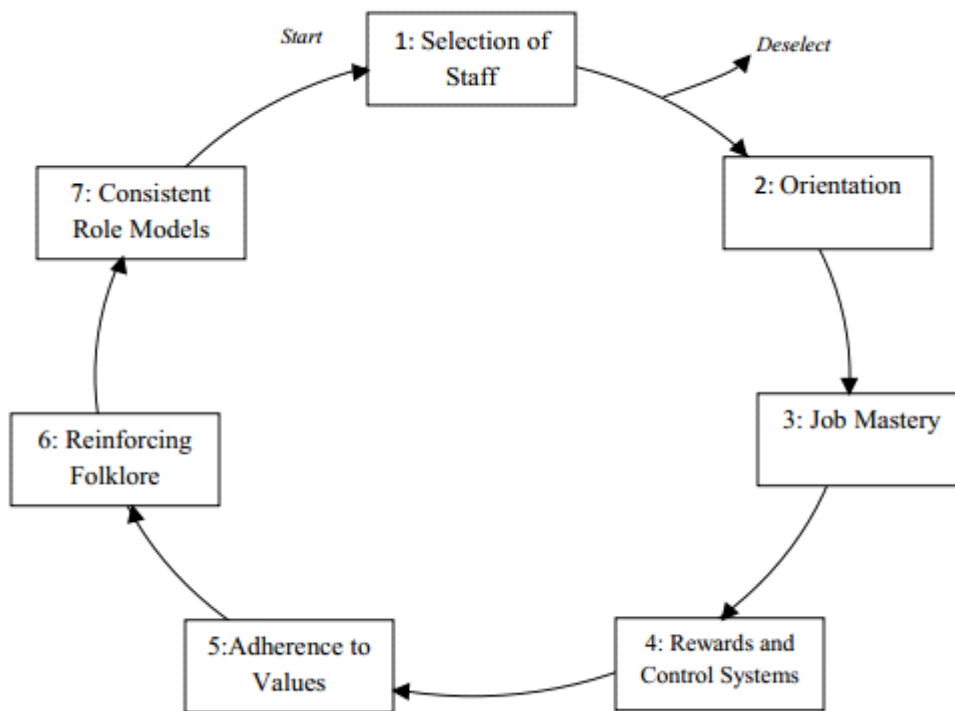 Start
1: Selection of
Staff
Deselect
2: Orientation
3: Job Mastery
4: Rewards and
Control Systems
5:Adherence to
Values
6: Reinforcing
Folklore
7: Consistent
Role Models